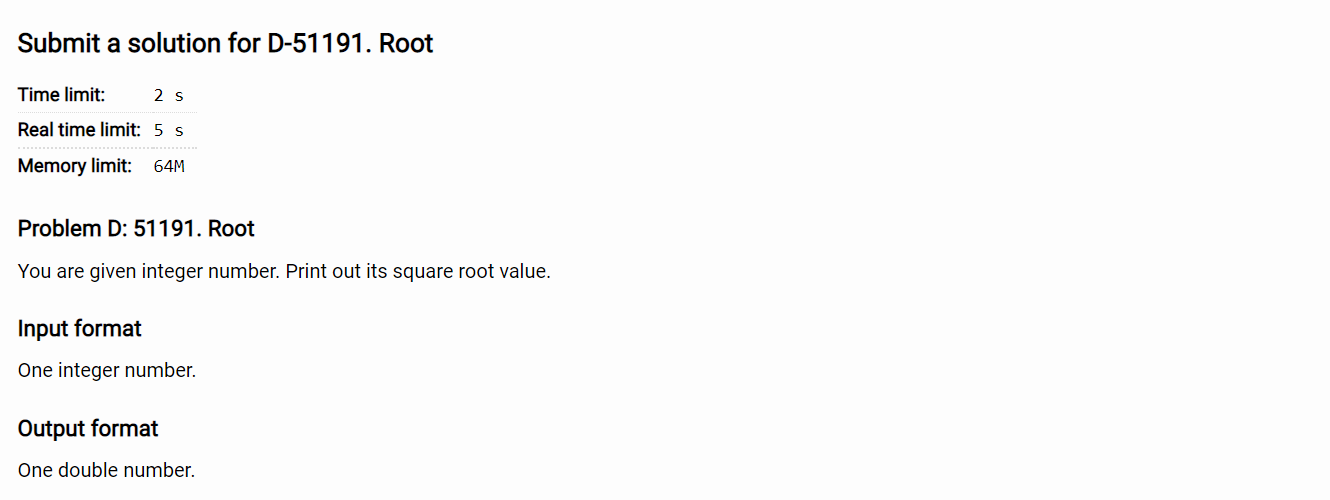 Submit a solution for D-51191. Root
Time limit: 2 s
Real time limit: 5 s
Memory limit: 64M
Problem D: 51191. Root
You are given integer number. Print out its square root value.
Input format
One integer number.
Output format
One double number.